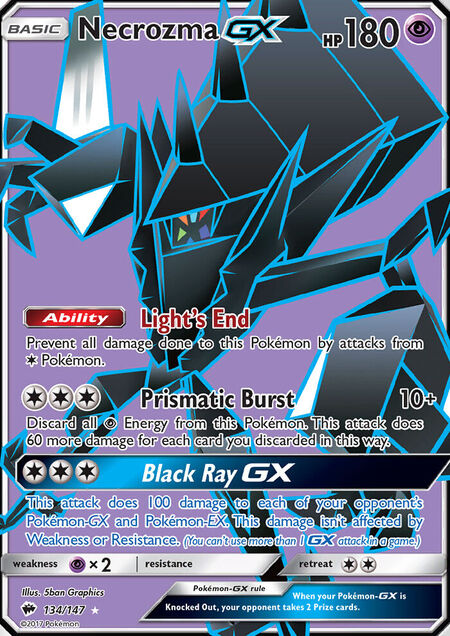 BASIC Necrozma GX HP 180
Ability Light's End
Prevent all damage done to this Pokémon by attacks from
Pokémon.
Prismatic Burst 10+
Discard all Energy from this Pokémon. This attack does
60 more damage for each card you discarded in this way.
Black Ray GX
This attack does 100 damage to each of your opponent's
Pokémon-GX and Pokémon-EX. This damage isn't affected by
Weakness or Resistance. (You can't use more than 1 GX attack in a game.)
weakness ×2 resistance retreat
Illus. 5ban Graphics
Pokémon-GX rule
When your Pokémon-GX is
Knocked Out, your opponent takes 2 Prize cards.
134/147
©2017 Pokémon